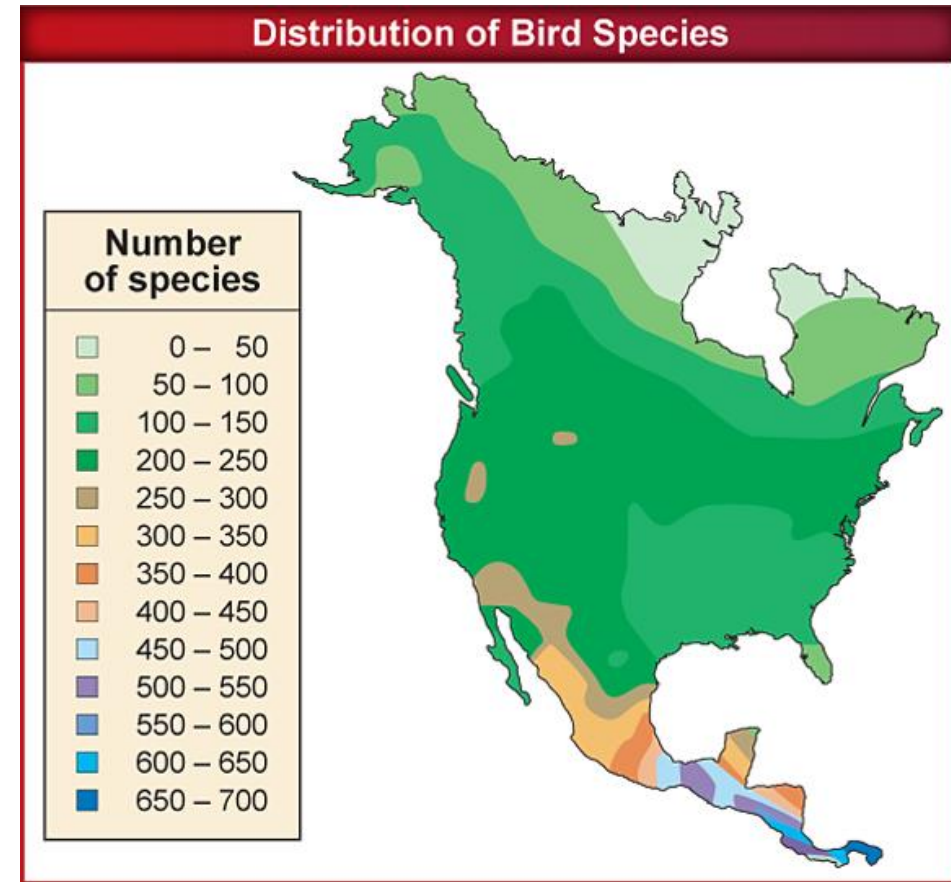 Distribution of Bird Species
Number
of species
0 – 50
50 – 100
100 – 150
200 – 250
250 – 300
300 – 350
350 – 400
400 – 450
450 – 500
500 – 550
550 – 600
600 – 650
650 – 700